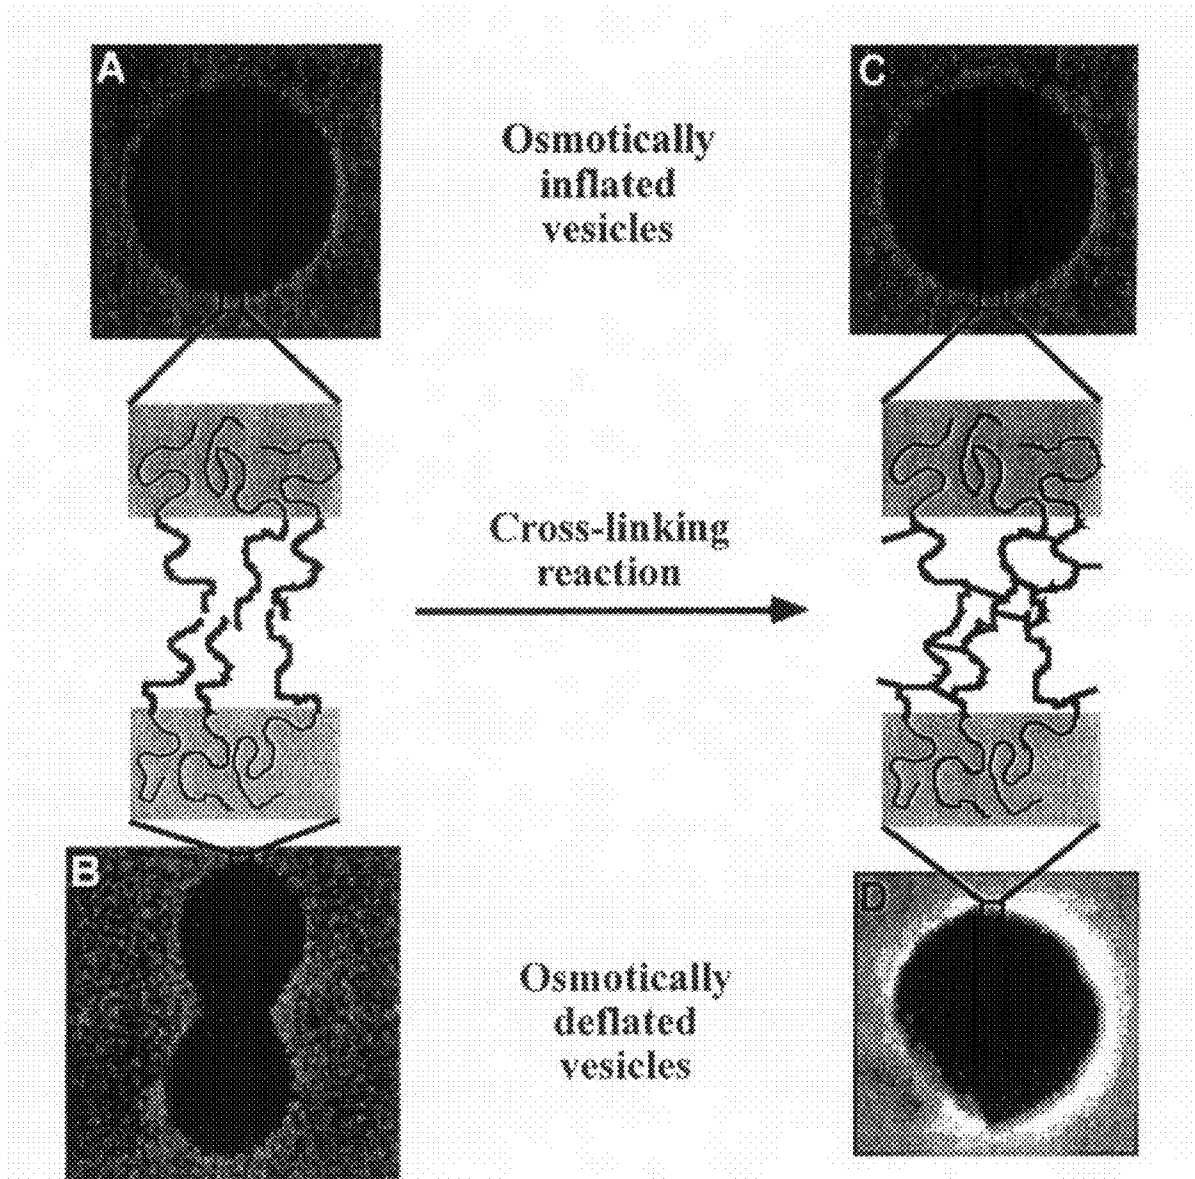 A
C
Osmotically
inflated
vesicles
Cross-linking
reaction
B
D
Osmotically
deflated
vesicles